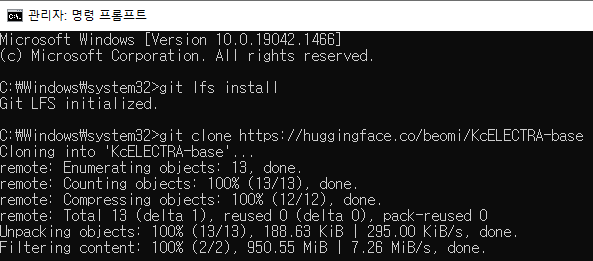 관리자: 명령 프롬프트
Microsoft Windows [Version 10.0.19042.1466]
(c) Microsoft Corporation. All rights reserved.
C:₩Windows₩system32>git lfs install
Git LFS initialized.
C:₩Windows₩system32>git clone https://huggingface.co/beomi/KcELECTRA-base
Cloning into 'KcELECTRA-base'...
remote: Enumerating objects: 13, done.
remote: Counting objects: 100% (13/13), done.
remote: Compressing objects: 100% (12/12), done.
remote: Total 13 (delta 1), reused 0 (delta 0), pack-reused 0
Unpacking objects: 100% (13/13), 188.63 KiB | 295.00 KiB/s, done.
Filtering content: 100% (2/2), 950.55 MiB | 7.26 MiB/s, done.